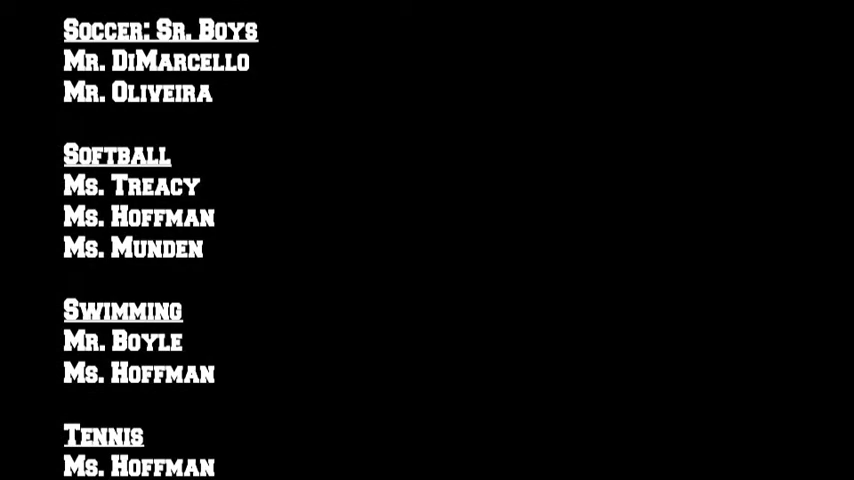 Soccer: Sr. Boys
Mr. DiMarcello
Mr. Oliveira
Softball
Ms. Treacy
Ms. Hoffman
Ms. Munden
Swimming
Mr. Boyle
Ms. Hoffman
Tennis
Ms. Hoffman